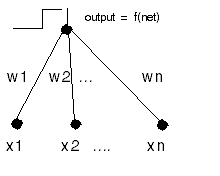 output = f(net)
w1 w2 ... wn
x1 x2 .... xn